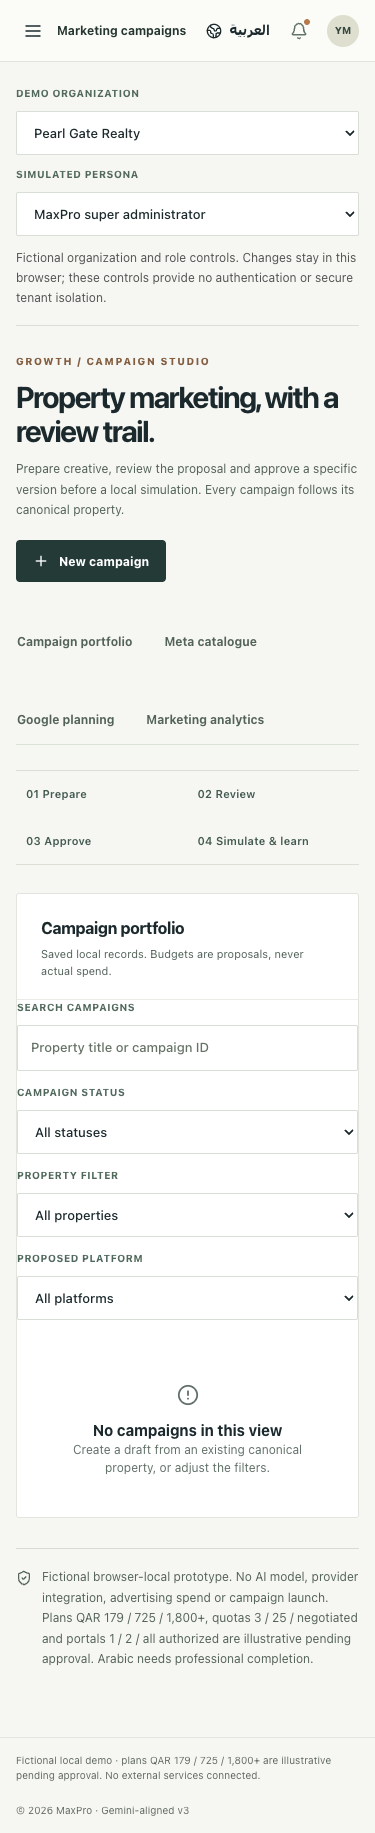 Marketing campaigns
العربية
YM
DEMO ORGANIZATION
Pearl Gate Realty
SIMULATED PERSONA
MaxPro super administrator
Fictional organization and role controls. Changes stay in this
browser; these controls provide no authentication or secure
tenant isolation.
GROWTH / CAMPAIGN STUDIO
Property marketing, with a
review trail.
Prepare creative, review the proposal and approve a specific
version before a local simulation. Every campaign follows its
canonical property.
New campaign
Campaign portfolio
Meta catalogue
Google planning
Marketing analytics
01 Prepare
02 Review
03 Approve
04 Simulate & learn
Campaign portfolio
Saved local records. Budgets are proposals, never
actual spend.
SEARCH CAMPAIGNS
Property title or campaign ID
CAMPAIGN STATUS
All statuses
PROPERTY FILTER
All properties
PROPOSED PLATFORM
All platforms
No campaigns in this view
Create a draft from an existing canonical
property, or adjust the filters.
Fictional browser-local prototype. No AI model, provider
integration, advertising spend or campaign launch.
Plans QAR 179 / 725 / 1,800+, quotas 3 / 25 / negotiated
and portals 1 / 2 / all authorized are illustrative pending
approval. Arabic needs professional completion.
Fictional local demo · plans QAR 179 / 725 / 1,800+ are illustrative
pending approval. No external services connected.
© 2026 MaxPro · Gemini-aligned v3